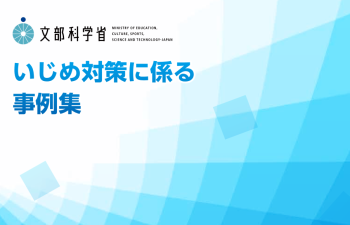 文部科学省
MINISTRY OF EDUCATION,
CULTURE, SPORTS,
SCIENCE AND TECHNOLOGY-JAPAN
いじめ対策に係る
事例集